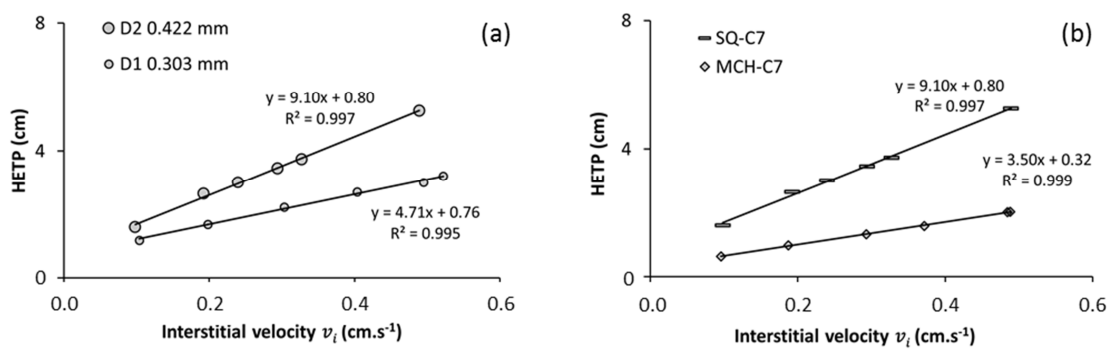 8
(a)
D2 0.422 mm
D1 0.303 mm
y = 9.10x + 0.80
R² = 0.997
HETP (cm)
4
y = 4.71x + 0.76
R² = 0.995
0
0.0 0.2 0.4 0.6
Interstitial velocity vᵢ (cm.s⁻¹)
8
(b)
SQ-C7
MCH-C7
y = 9.10x + 0.80
R² = 0.997
HETP (cm)
4
y = 3.50x + 0.32
R² = 0.999
0
0.0 0.2 0.4 0.6
Interstitial velocity vᵢ (cm.s⁻¹)